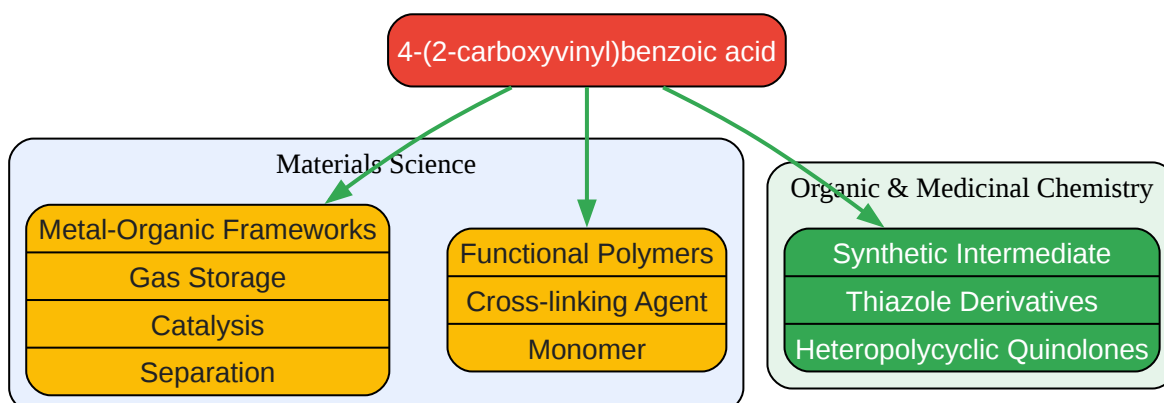 4-(2-carboxyvinyl)benzoic acid
Materials Science
Metal-Organic Frameworks
Gas Storage
Catalysis
Separation
Functional Polymers
Cross-linking Agent
Monomer
Organic & Medicinal Chemistry
Synthetic Intermediate
Thiazole Derivatives
Heteropolycyclic Quinolones